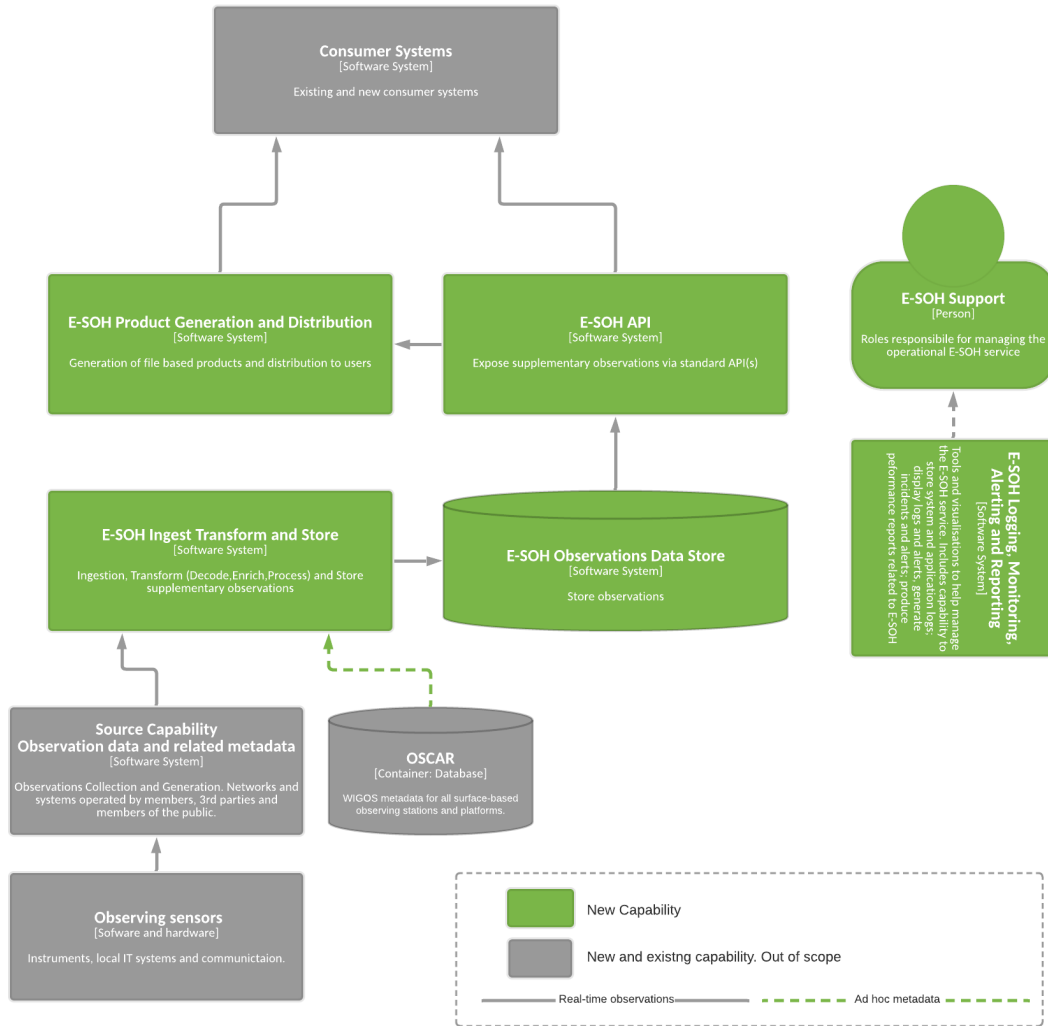 Consumer Systems
[Software System]
Existing and new consumer systems
E-SOH Product Generation and Distribution
[Software System]
Generation of file based products and distribution to users
E-SOH API
[Software System]
Expose supplementary observations via standard API(s)
E-SOH Support
[Person]
Roles responsibile for managing the
operational E-SOH service
E-SOH Ingest Transform and Store
[Software System]
Ingestion, Transform (Decode,Enrich,Process) and Store
supplementary observations
E-SOH Observations Data Store
[Software System]
Store observations
E-SOH Logging, Monitoring,
Alerting and Reporting
[Software System]
Tools and visualisations to help manage
the E-SOH service. Includes capability to
store system and application logs;
display logs and alerts, generate
incidents and alerts; produce
peformance reports related to E-SOH
Source Capability
Observation data and related metadata
[Software System]
Observations Collection and Generation. Networks and
systems operated by members, 3rd parties and
members of the public.
OSCAR
[Container: Database]
WIGOS metadata for all surface-based
observing stations and platforms.
Observing sensors
[Sofware and hardware]
Instruments, local IT systems and communictaion.
New Capability
New and existng capability. Out of scope
Real-time observations
Ad hoc metadata